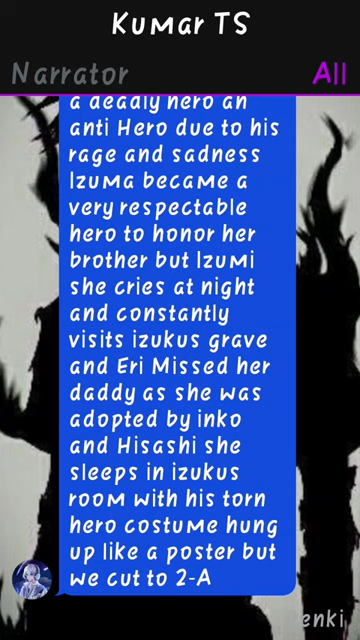 Kumar TS
Narrator
All
a deadly hero an
anti Hero due to his
rage and sadness
Izuma became a
very respectable
hero to honor her
brother but Izumi
she cries at night
and constantly
visits izukus grave
and Eri Missed her
daddy as she was
adopted by inko
and Hisashi she
sleeps in izukus
room with his torn
hero costume hung
up like a poster but
we cut to 2-A
enki